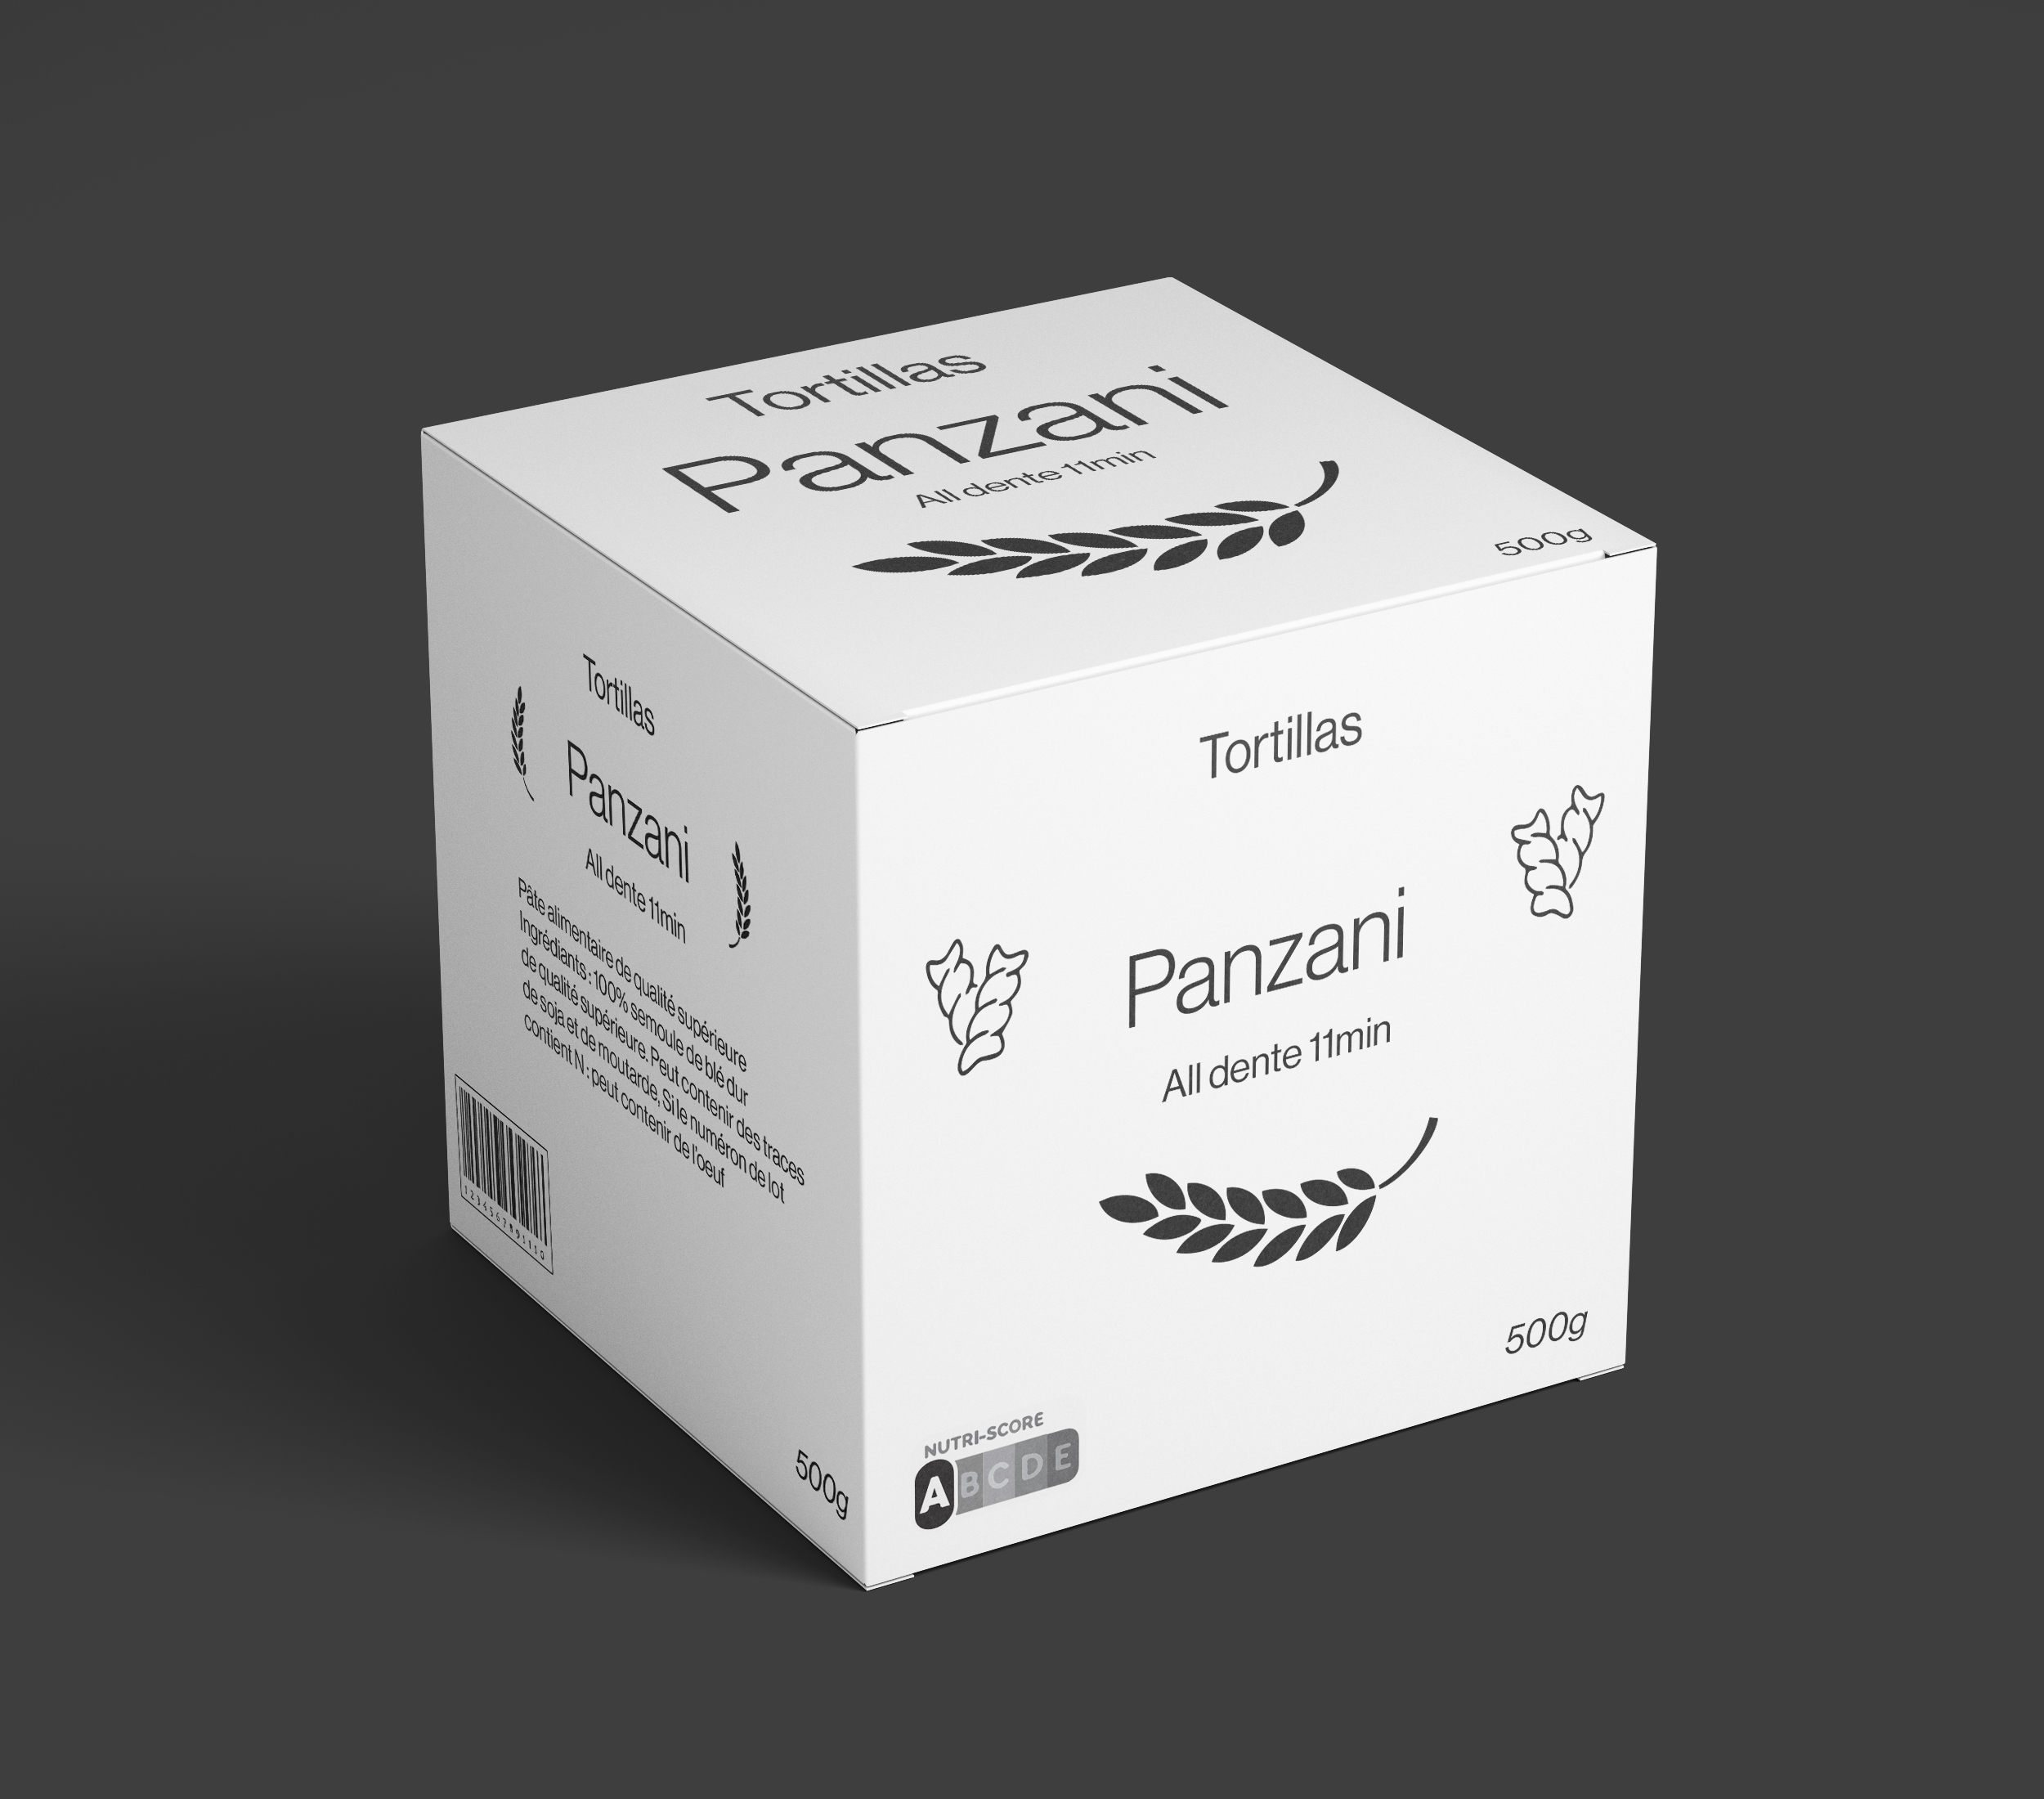 Tortillas
Panzani
All dente 11min
500g
Tortillas
Panzani
All dente 11min
Pâte alimentaire de qualité supérieure
Ingrédiants : 100% semoule de blé dur
de qualité supérieure. Peut contenir des traces
de soja et de moutarde, Si le numéron de lot
contient N : peut contenir de l'oeuf
500g
Tortillas
Panzani
All dente 11min
500g
NUTRI-SCORE
A B C D E